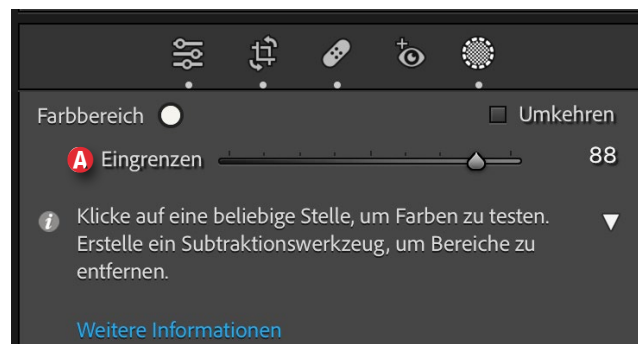 Farbbereich Umkehren
A Eingrenzen 88
Klicke auf eine beliebige Stelle, um Farben zu testen.
Erstelle ein Subtraktionswerkzeug, um Bereiche zu
entfernen.
Weitere Informationen